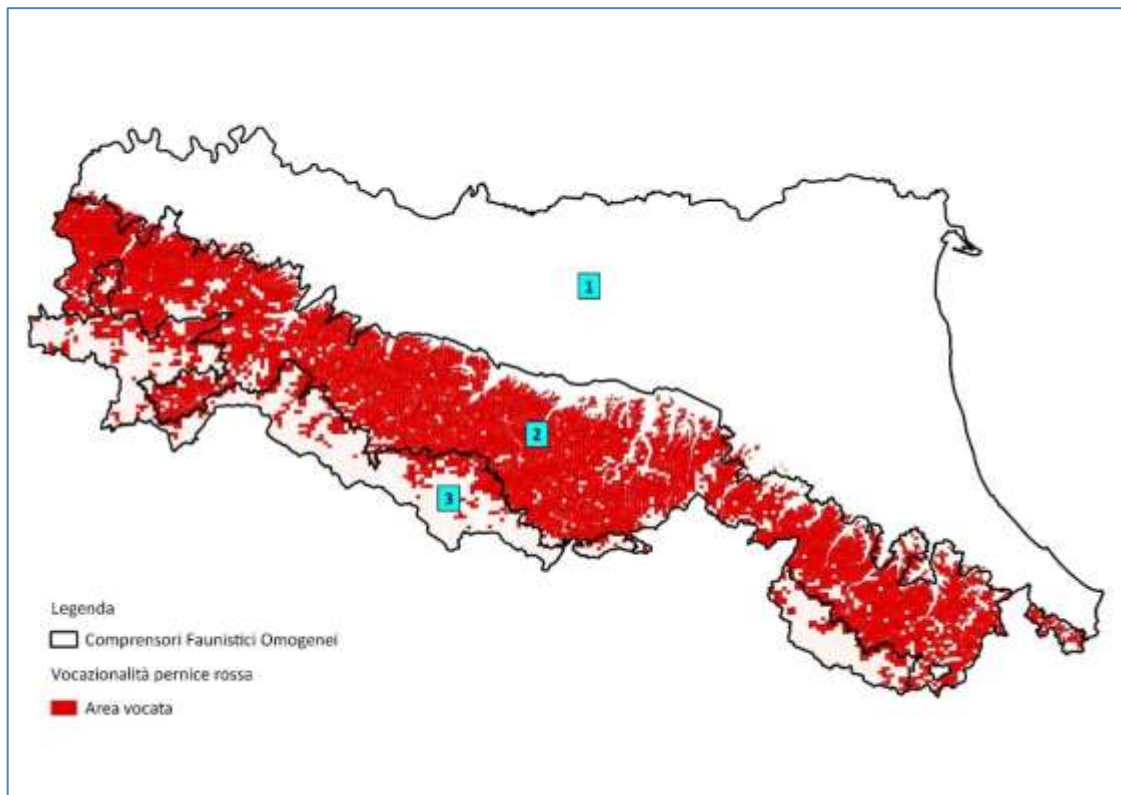 1
2
3
Legenda
Comprensori Faunistici Omogenei
Vocazionalità pernice rossa
Area vocata